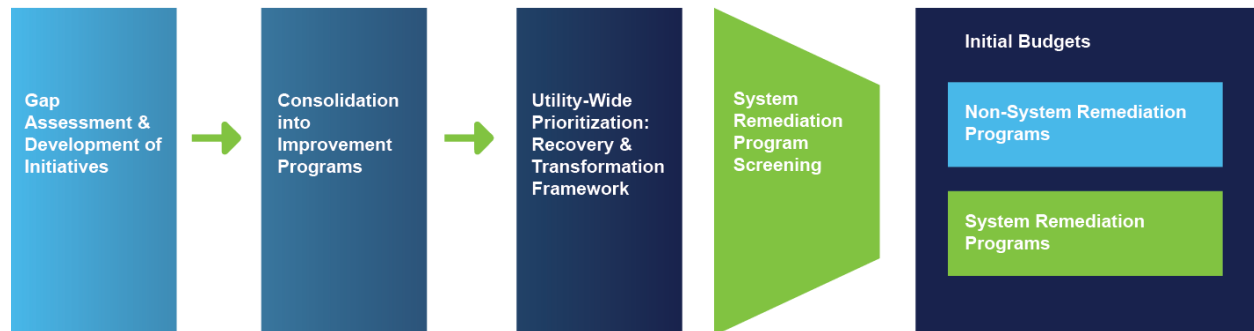 Gap
Assessment &
Development of
Initiatives
Consolidation
into
Improvement
Programs
Utility-Wide
Prioritization:
Recovery &
Transformation
Framework
System
Remediation
Program
Screening
Initial Budgets
Non-System Remediation
Programs
System Remediation
Programs